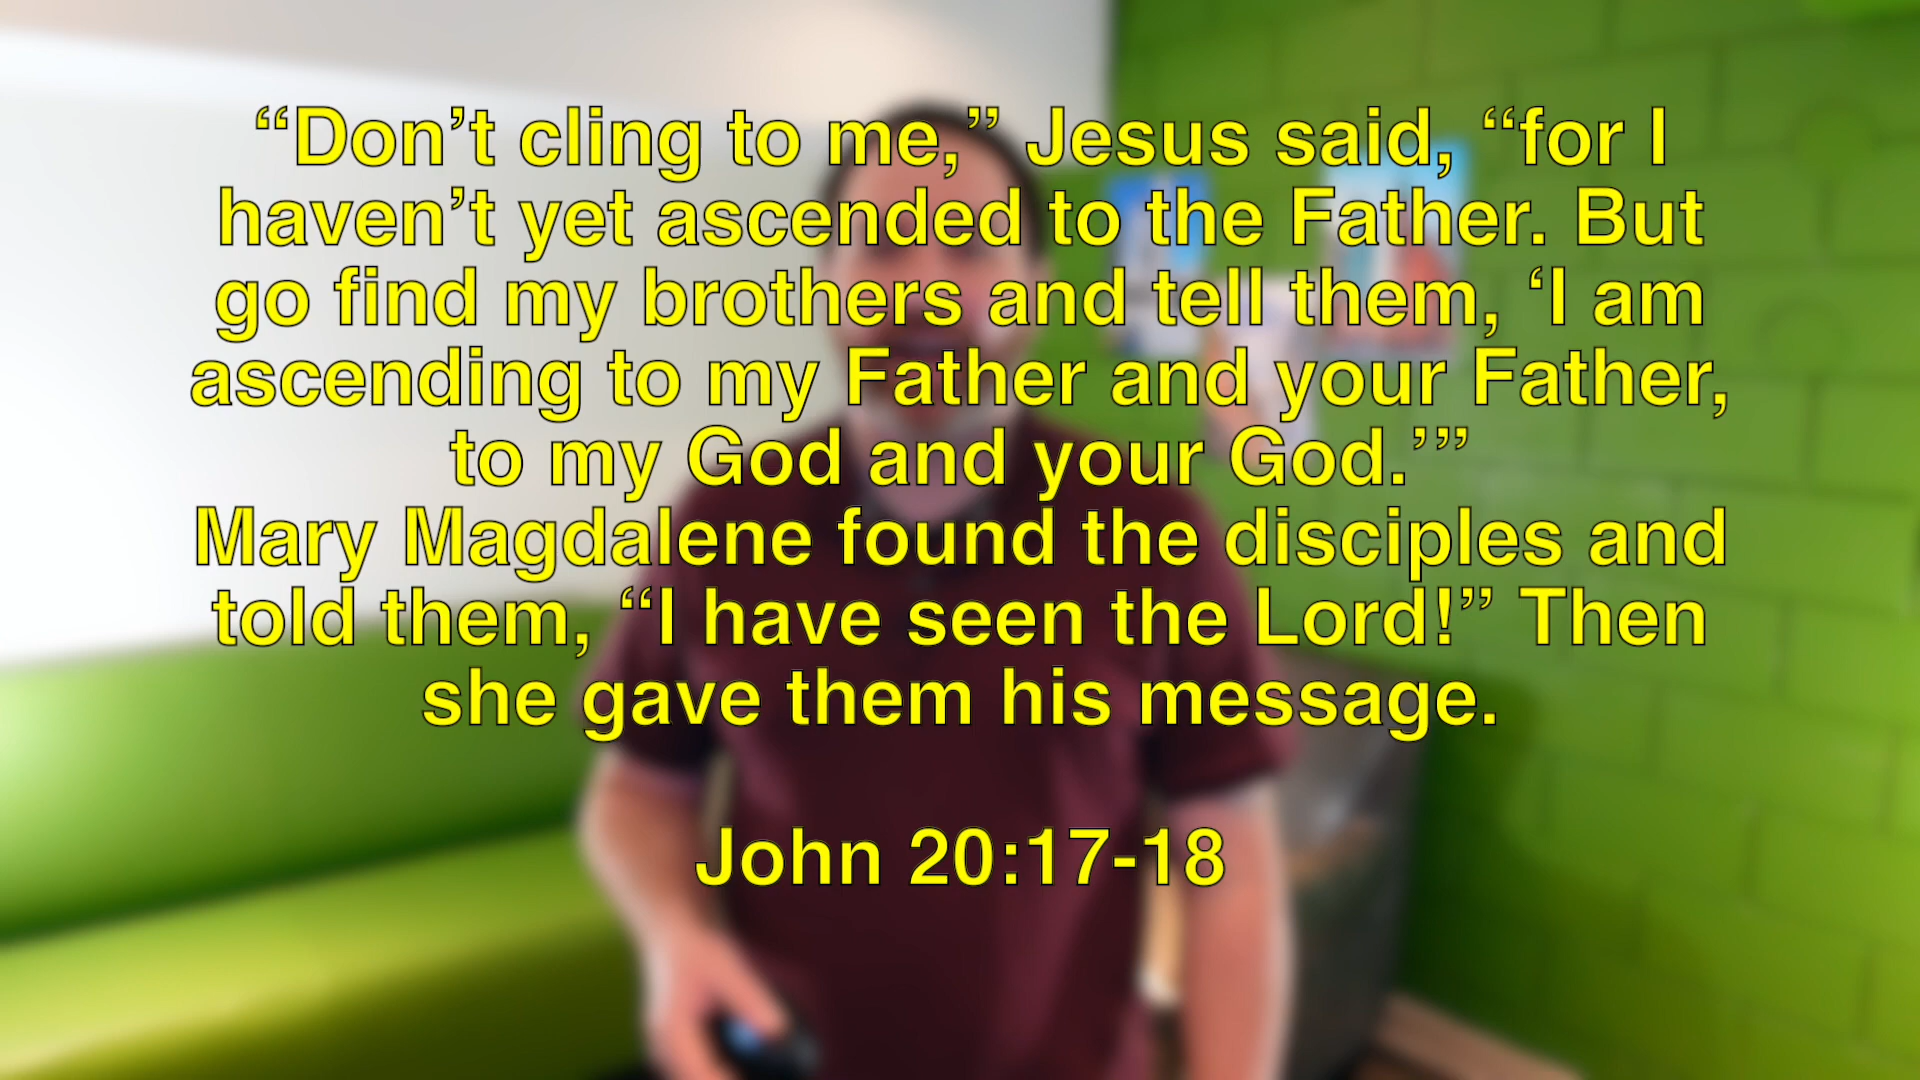 “Don’t cling to me,” Jesus said, “for I
haven’t yet ascended to the Father. But
go find my brothers and tell them, ‘I am
ascending to my Father and your Father,
to my God and your God.’”
Mary Magdalene found the disciples and
told them, “I have seen the Lord!” Then
she gave them his message.
John 20:17-18